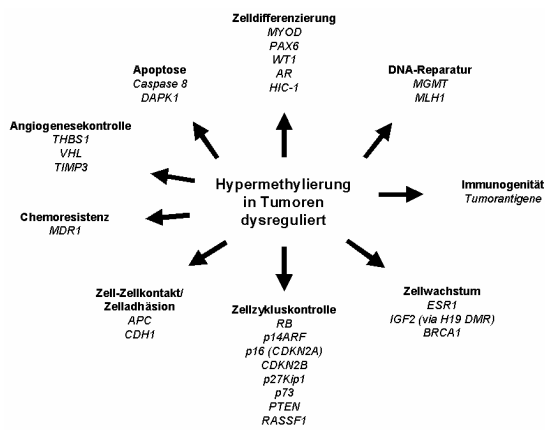 Zelldifferenzierung
MYOD
PAX6
WT1
AR
HIC-1
Apoptose
Caspase 8
DAPK1
DNA-Reparatur
MGMT
MLH1
Angiogenesekontrolle
THBS1
VHL
TIMP3
Hypermethylierung
in Tumoren
dysreguliert
Immunogenität
Tumorantigene
Chemoresistenz
MDR1
Zell-Zellkontakt/
Zelladhäsion
APC
CDH1
Zellzykluskontrolle
RB
p14ARF
p16 (CDKN2A)
CDKN2B
p27Kip1
p73
PTEN
RASSF1
Zellwachstum
ESR1
IGF2 (via H19 DMR)
BRCA1